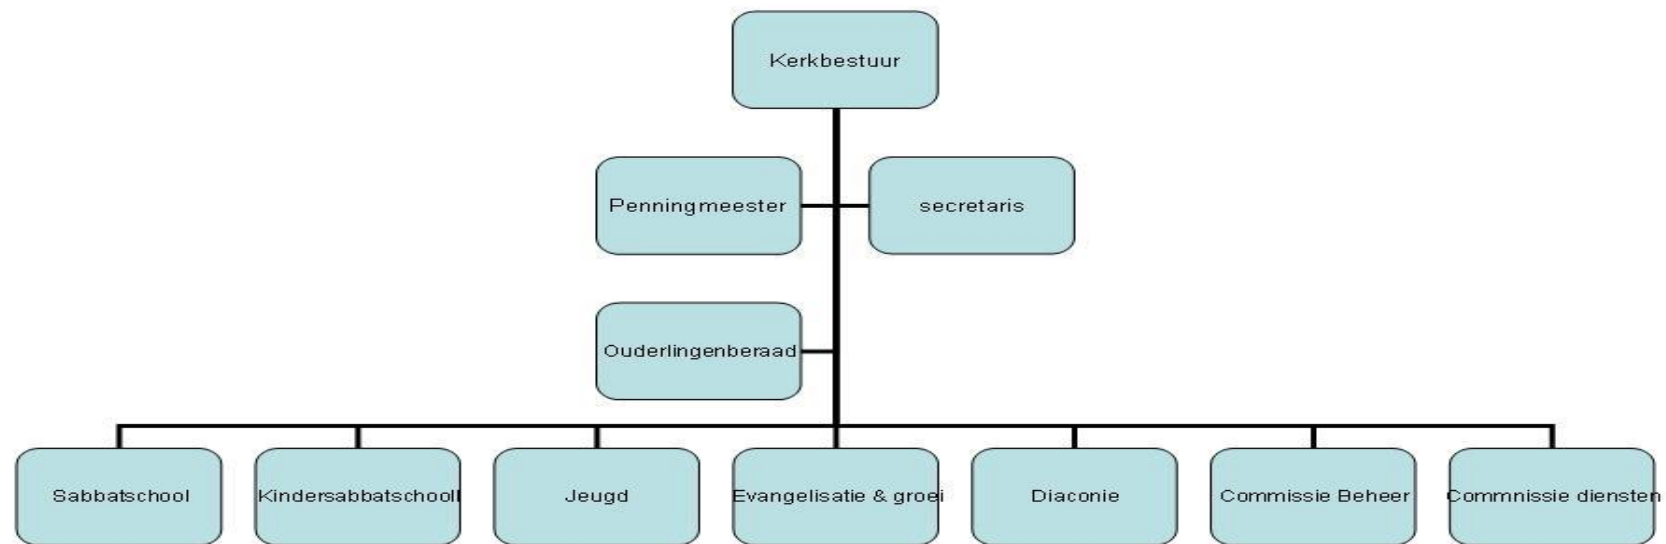 Kerkbestuur
Penningmeester
secretaris
Ouderlingenberaad
Sabbatschool
Kindersabbatschooll
Jeugd
Evangelisatie & groei
Diaconie
Commissie Beheer
Commnissie diensten